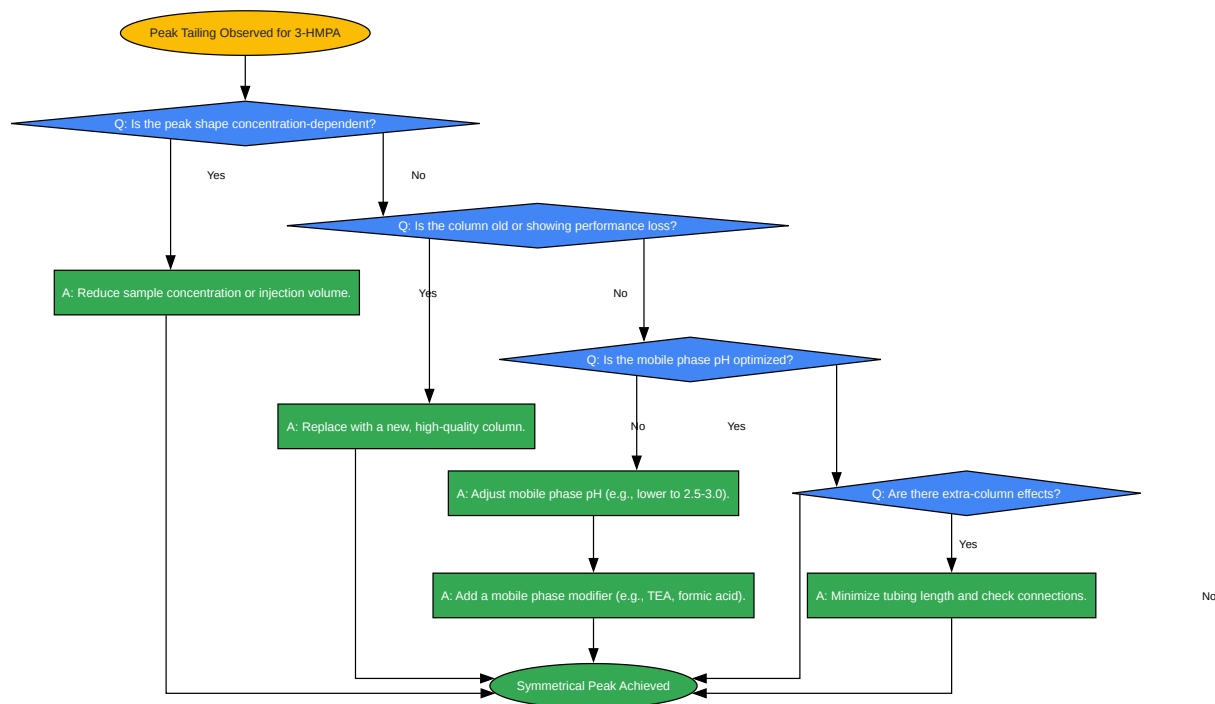 Peak Tailing Observed for 3-HMPA
Q: Is the peak shape concentration-dependent?
Yes
No
Q: Is the column old or showing performance loss?
A: Reduce sample concentration or injection volume.
Yes
No
Q: Is the mobile phase pH optimized?
A: Replace with a new, high-quality column.
No
Yes
A: Adjust mobile phase pH (e.g., lower to 2.5-3.0).
Q: Are there extra-column effects?
Yes
A: Add a mobile phase modifier (e.g., TEA, formic acid).
A: Minimize tubing length and check connections.
No
Symmetrical Peak Achieved